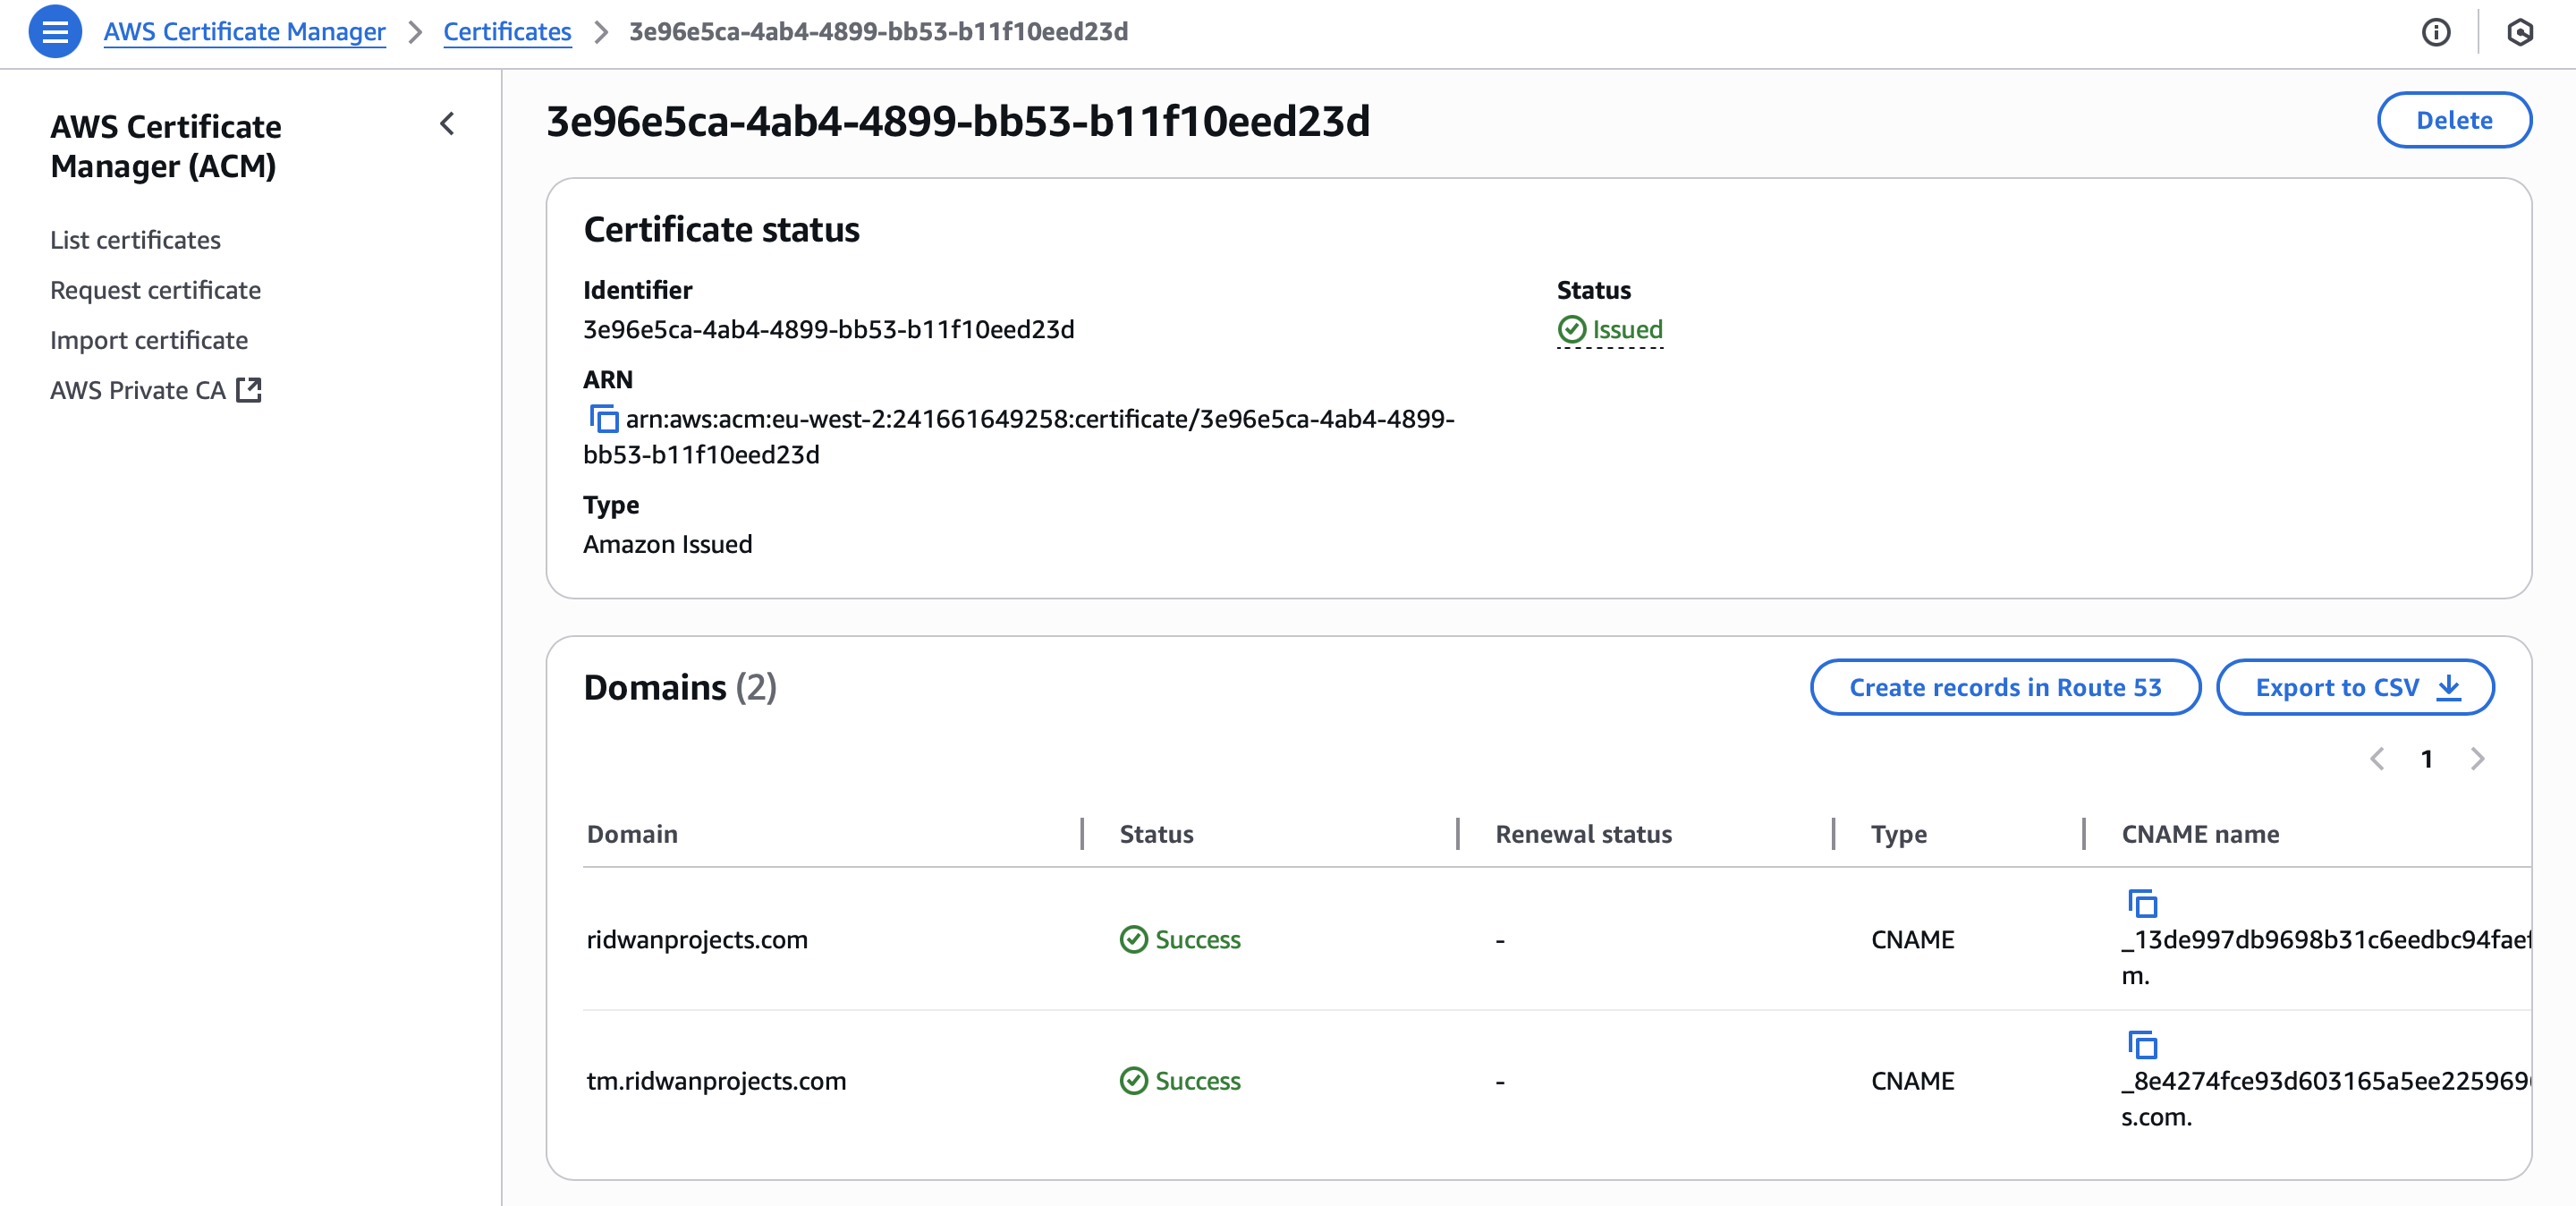 AWS Certificate Manager > Certificates > 3e96e5ca-4ab4-4899-bb53-b11f10eed23d
AWS Certificate
Manager (ACM)
List certificates
Request certificate
Import certificate
AWS Private CA
3e96e5ca-4ab4-4899-bb53-b11f10eed23d
Delete
Certificate status
Identifier
3e96e5ca-4ab4-4899-bb53-b11f10eed23d
Status
Issued
ARN
arn:aws:acm:eu-west-2:241661649258:certificate/3e96e5ca-4ab4-4899-
bb53-b11f10eed23d
Type
Amazon Issued
Domains (2)
Create records in Route 53
Export to CSV
1
Domain Status Renewal status Type CNAME name
ridwanprojects.com Success - CNAME _13de997db9698b31c6eedbc94faef
m.
tm.ridwanprojects.com Success - CNAME _8e4274fce93d603165a5ee225969
s.com.